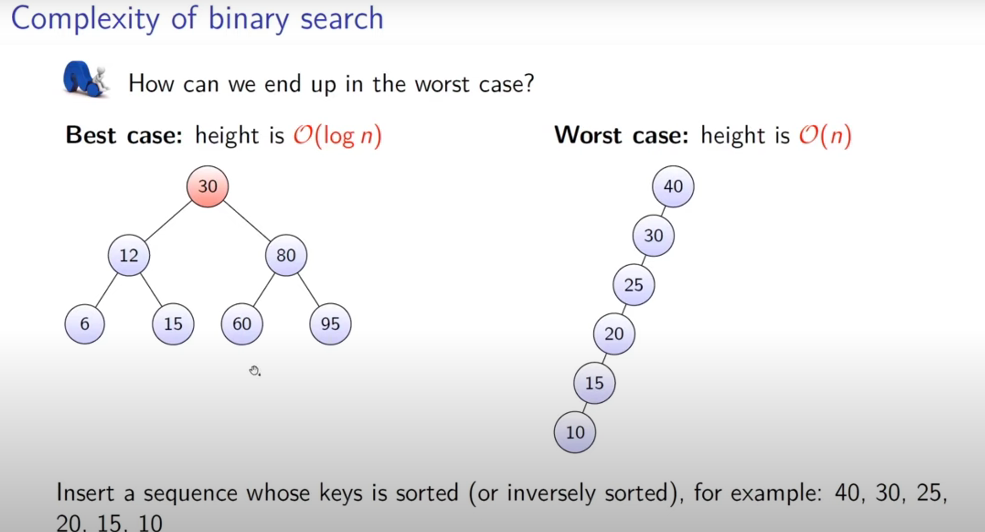 Complexity of binary search
How can we end up in the worst case?
Best case: height is O(log n)
Worst case: height is O(n)
30
12
80
6
15
60
95
40
30
25
20
15
10
Insert a sequence whose keys is sorted (or inversely sorted), for example: 40, 30, 25,
20, 15, 10